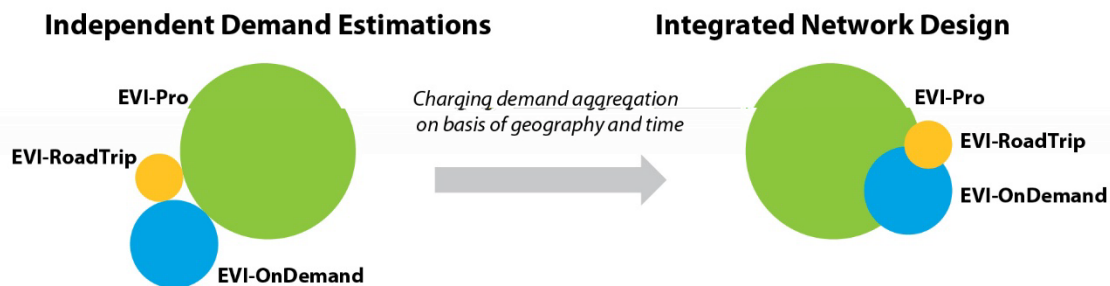 Independent Demand Estimations
Integrated Network Design
EVI-Pro
EVI-RoadTrip
EVI-OnDemand
Charging demand aggregation
on basis of geography and time
EVI-Pro
EVI-RoadTrip
EVI-OnDemand